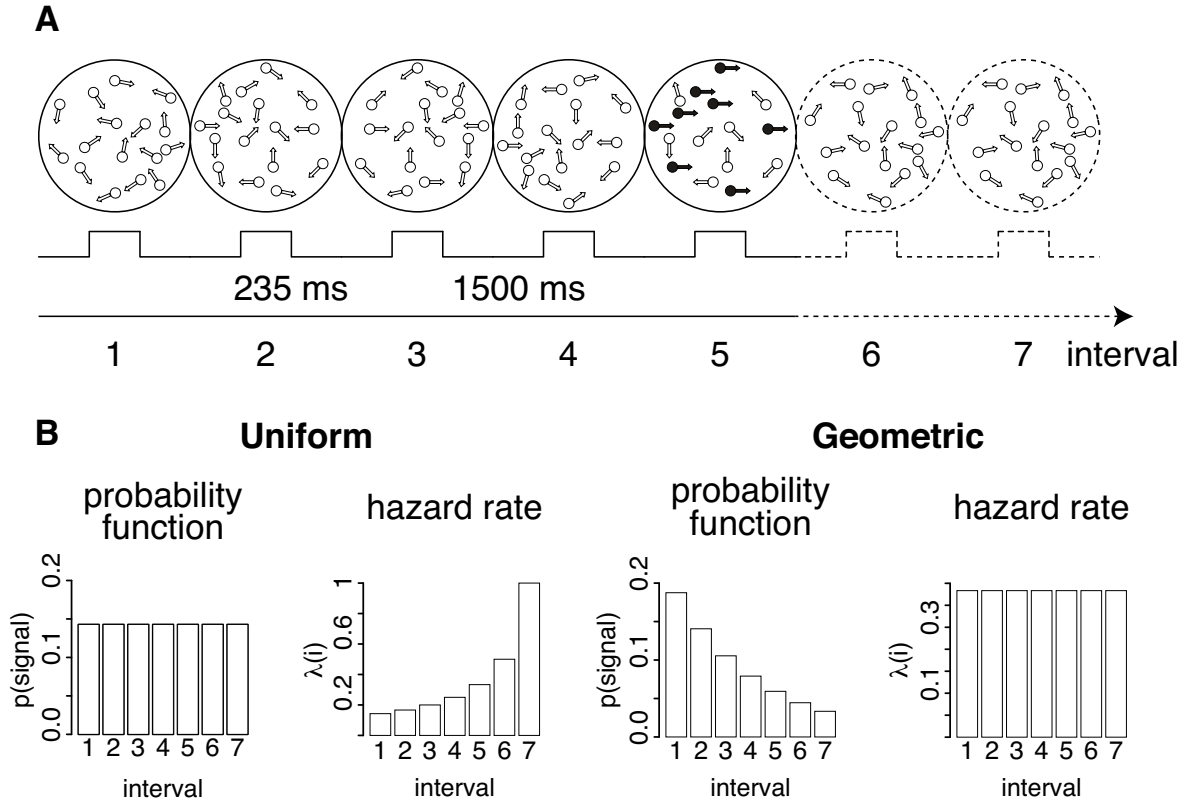 A
235 ms 1500 ms
1 2 3 4 5 6 7 interval
B
Uniform
probability
function
p(signal)
0.0 0.1 0.2
1 2 3 4 5 6 7
interval
hazard rate
λ(i)
0.2 0.6 1
1 2 3 4 5 6 7
interval
Geometric
probability
function
p(signal)
0.0 0.1 0.2
1 2 3 4 5 6 7
interval
hazard rate
λ(i)
0.1 0.3
1 2 3 4 5 6 7
interval